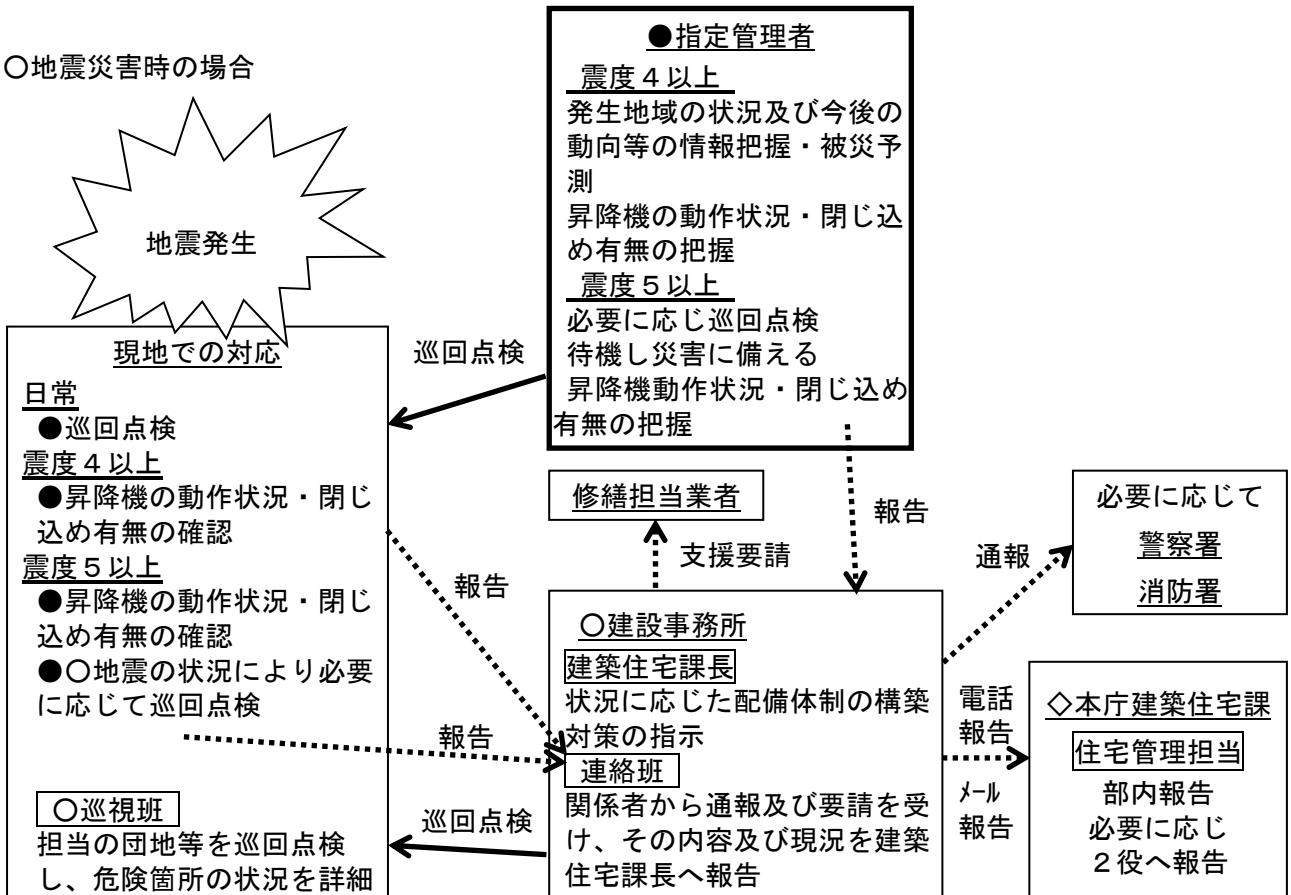 〇地震災害時の場合
地震発生
●指定管理者
震度４以上
発生地域の状況及び今後の
動向等の情報把握・被災予
測
昇降機の動作状況・閉じ込
め有無の把握
震度５以上
必要に応じ巡回点検
待機し災害に備える
昇降機動作状況・閉じ込め
有無の把握
巡回点検
現地での対応
日常
●巡回点検
震度４以上
●昇降機の動作状況・閉じ
込め有無の確認
震度５以上
●昇降機の動作状況・閉じ
込め有無の確認
●〇地震の状況により必要
に応じて巡回点検
〇巡視班
担当の団地等を巡回点検
し、危険箇所の状況を詳細
報告
報告
巡回点検
修繕担当業者
支援要請
報告
〇建設事務所
建築住宅課長
状況に応じた配備体制の構築
対策の指示
連絡班
関係者から通報及び要請を受
け、その内容及び現況を建築
住宅課長へ報告
通報
必要に応じて
警察署
消防署
電話
報告
ﾒｰﾙ
報告
◇本庁建築住宅課
住宅管理担当
部内報告
必要に応じ
２役へ報告